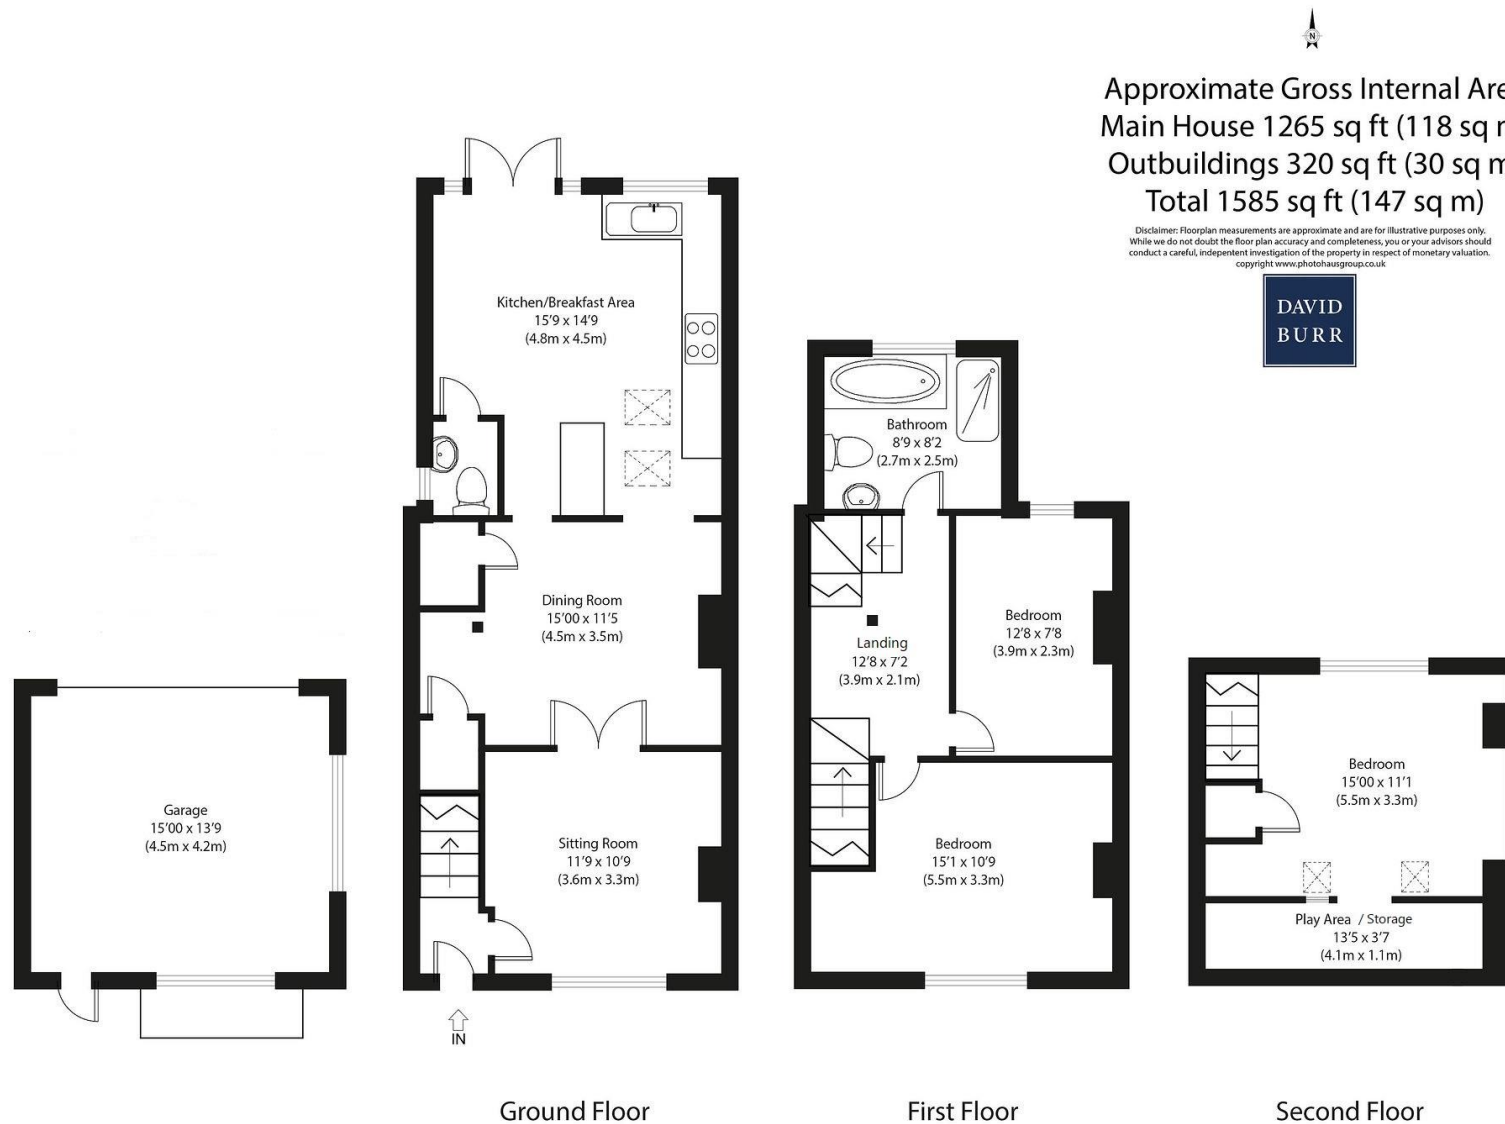 N
Approximate Gross Internal Are
Main House 1265 sq ft (118 sq m
Outbuildings 320 sq ft (30 sq m
Total 1585 sq ft (147 sq m)
Disclaimer: Floorplan measurements are approximate and are for illustrative purposes only.
While we do not doubt the floor plan accuracy and completeness, you or your advisors should
conduct a careful, indepentent investigation of the property in respect of monetary valuation.
copyright www.photohausgroup.co.uk
DAVID
BURR
Kitchen/Breakfast Area
15'9 x 14'9
(4.8m x 4.5m)
Dining Room
15'00 x 11'5
(4.5m x 3.5m)
Sitting Room
11'9 x 10'9
(3.6m x 3.3m)
IN
Garage
15'00 x 13'9
(4.5m x 4.2m)
Bathroom
8'9 x 8'2
(2.7m x 2.5m)
Landing
12'8 x 7'2
(3.9m x 2.1m)
Bedroom
12'8 x 7'8
(3.9m x 2.3m)
Bedroom
15'1 x 10'9
(5.5m x 3.3m)
Bedroom
15'00 x 11'1
(5.5m x 3.3m)
Play Area / Storage
13'5 x 3'7
(4.1m x 1.1m)
Ground Floor
First Floor
Second Floor